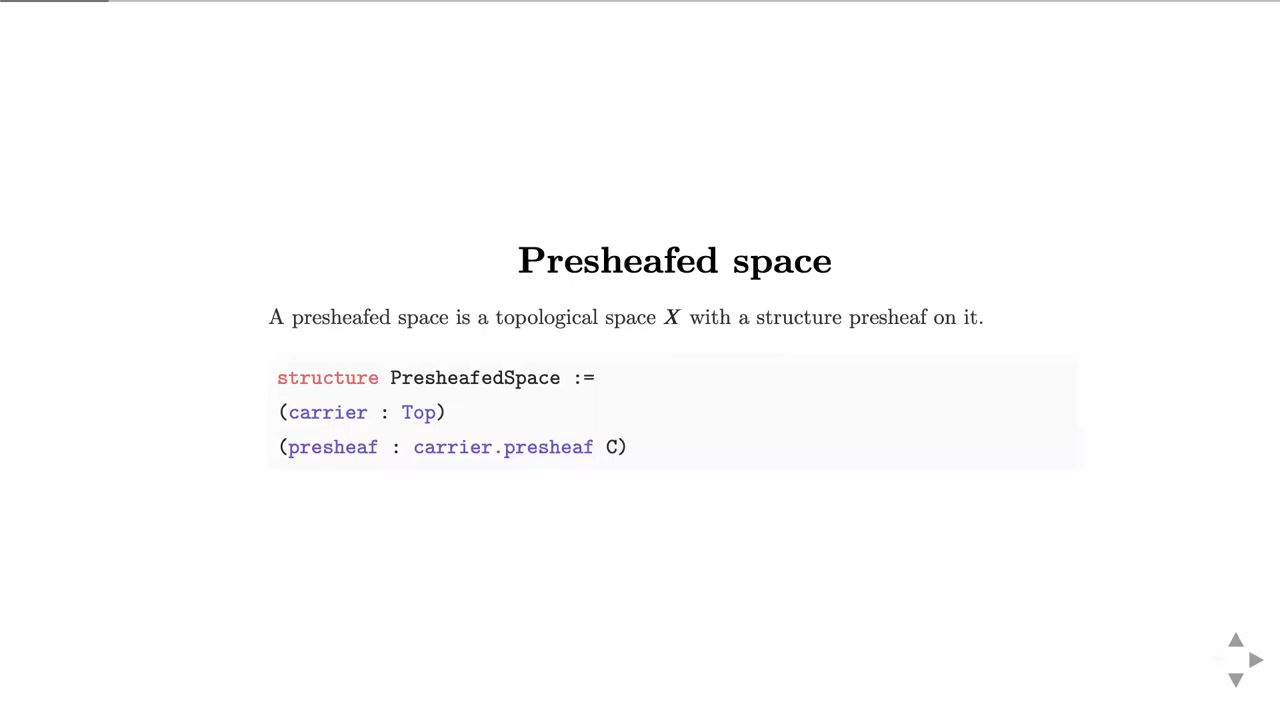 Presheafed space
A presheafed space is a topological space X with a structure presheaf on it.
structure PresheafedSpace :=
(carrier : Top)
(presheaf : carrier.presheaf C)